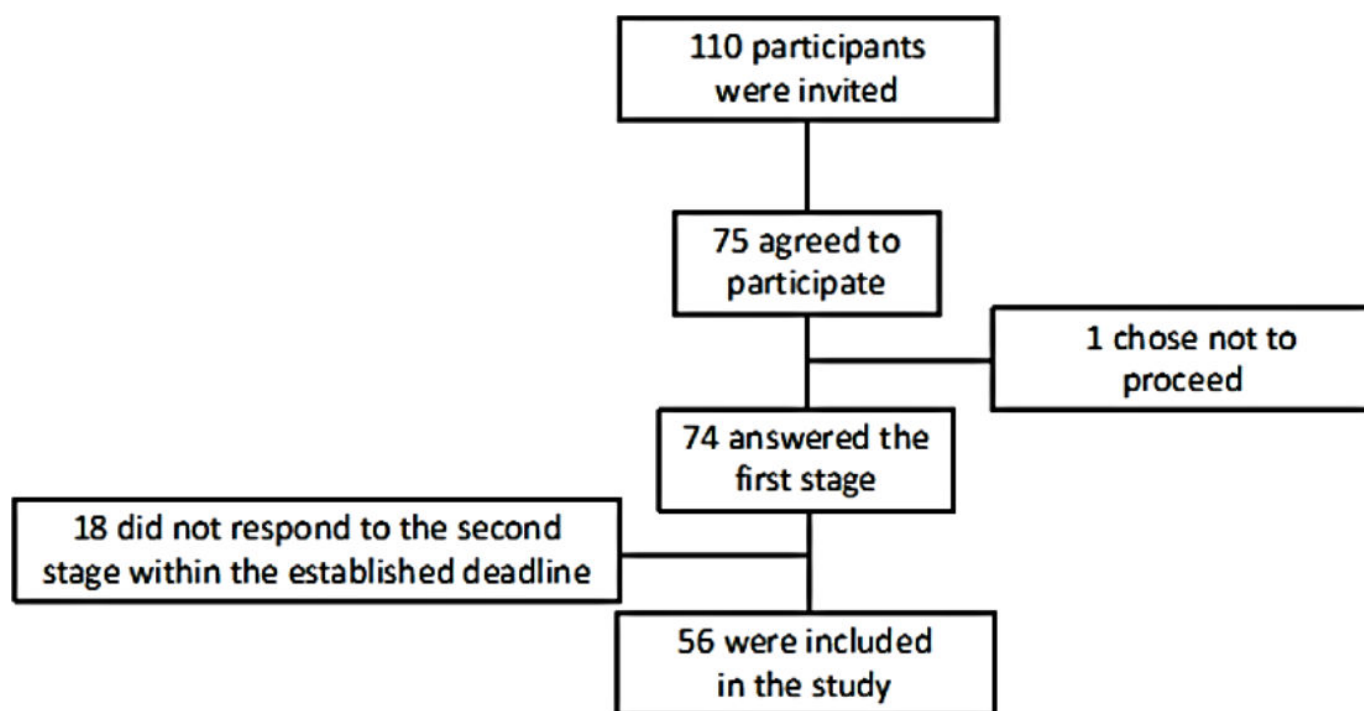 110 participants
were invited
75 agreed to
participate
1 chose not to
proceed
74 answered the
first stage
18 did not respond to the second
stage within the established deadline
56 were included
in the study